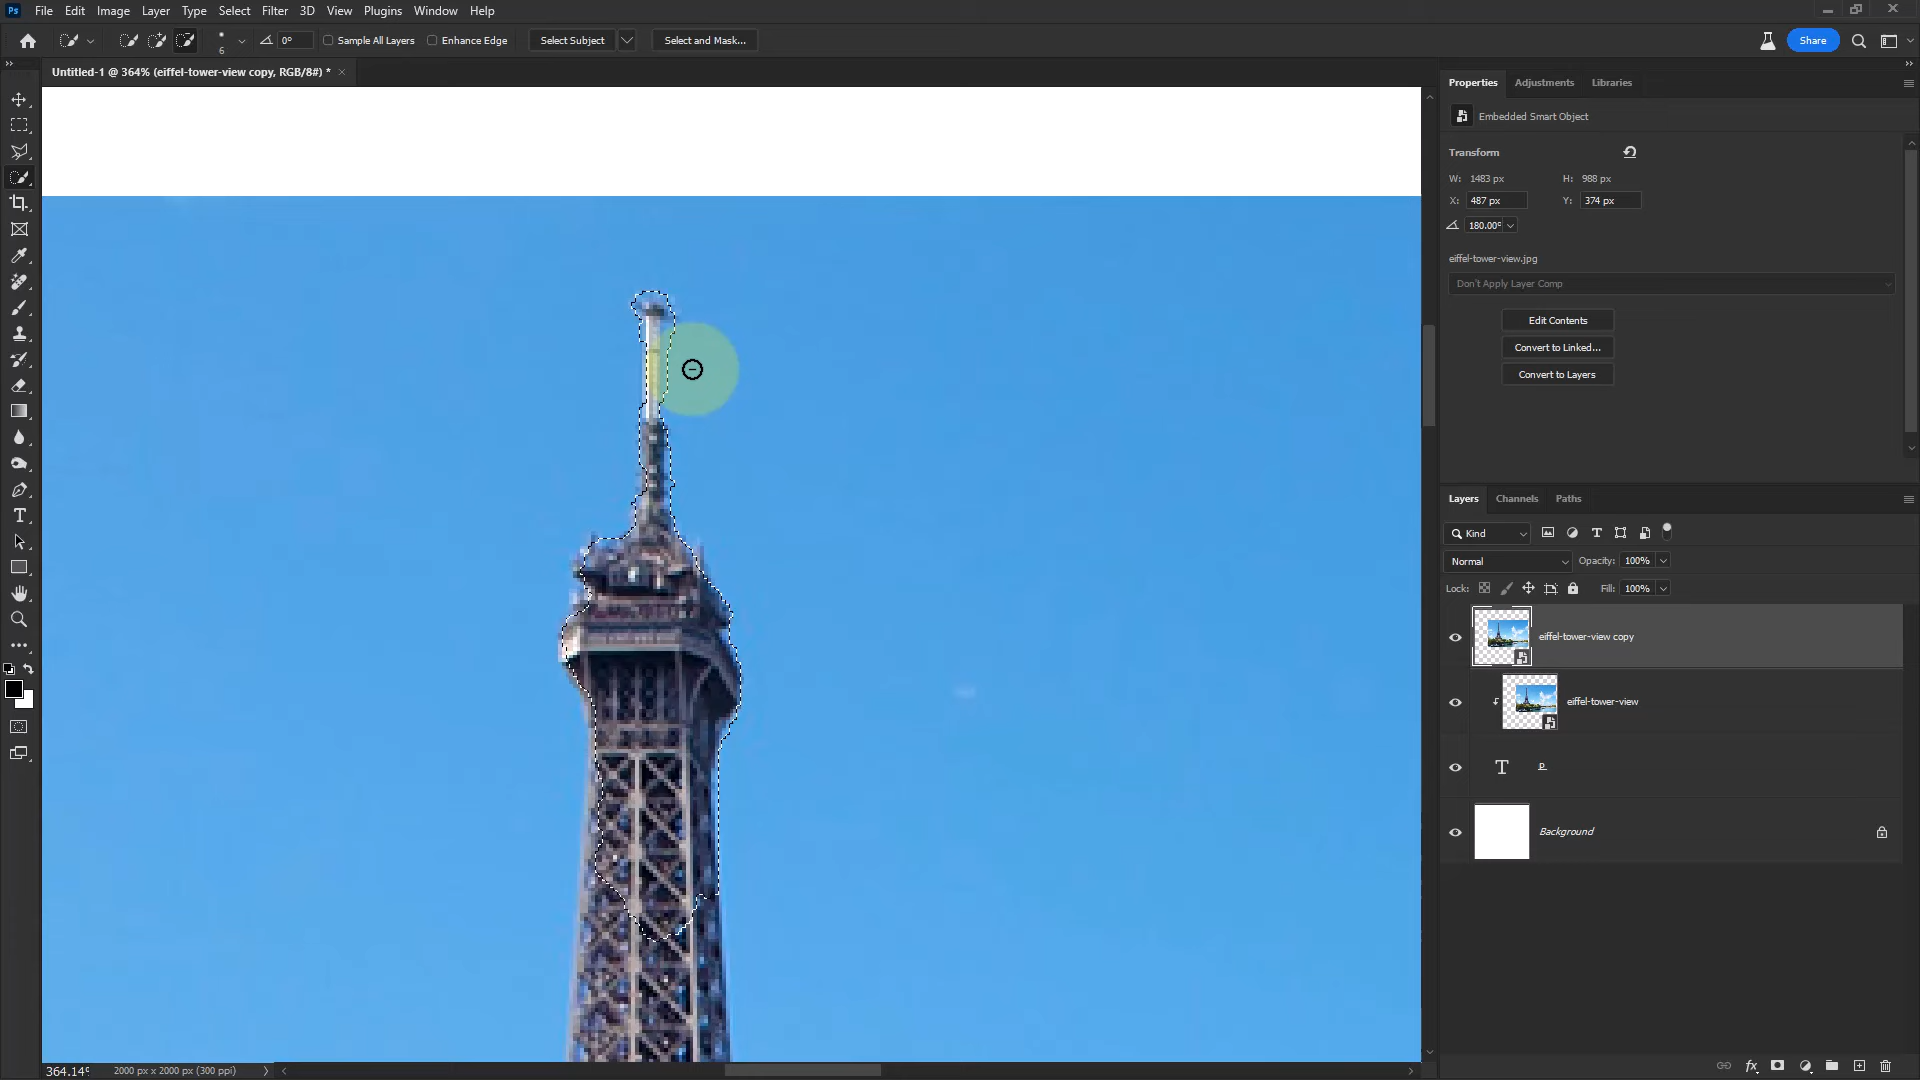 Ps File Edit Image Layer Type Select Filter 3D View Plugins Window Help
6 0° Sample All Layers Enhance Edge Select Subject Select and Mask... Share
Untitled-1 @ 364% (eiffel-tower-view copy, RGB/8#) * ×
Properties Adjustments Libraries
Embedded Smart Object
Transform
W: 1483 px H: 988 px
X: 487 px Y: 374 px
180.00°
eiffel-tower-view.jpg
Don't Apply Layer Comp
Edit Contents
Convert to Linked...
Convert to Layers
Layers Channels Paths
Kind
Normal Opacity: 100%
Lock: Fill: 100%
eiffel-tower-view copy
eiffel-tower-view
T p
Background
364.14% 2000 px x 2000 px (300 ppi)